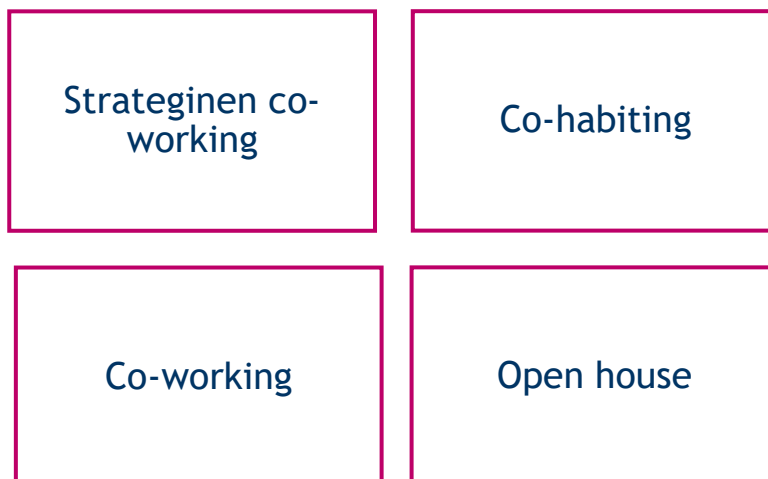 Strateginen co-
working
Co-habiting
Co-working
Open house